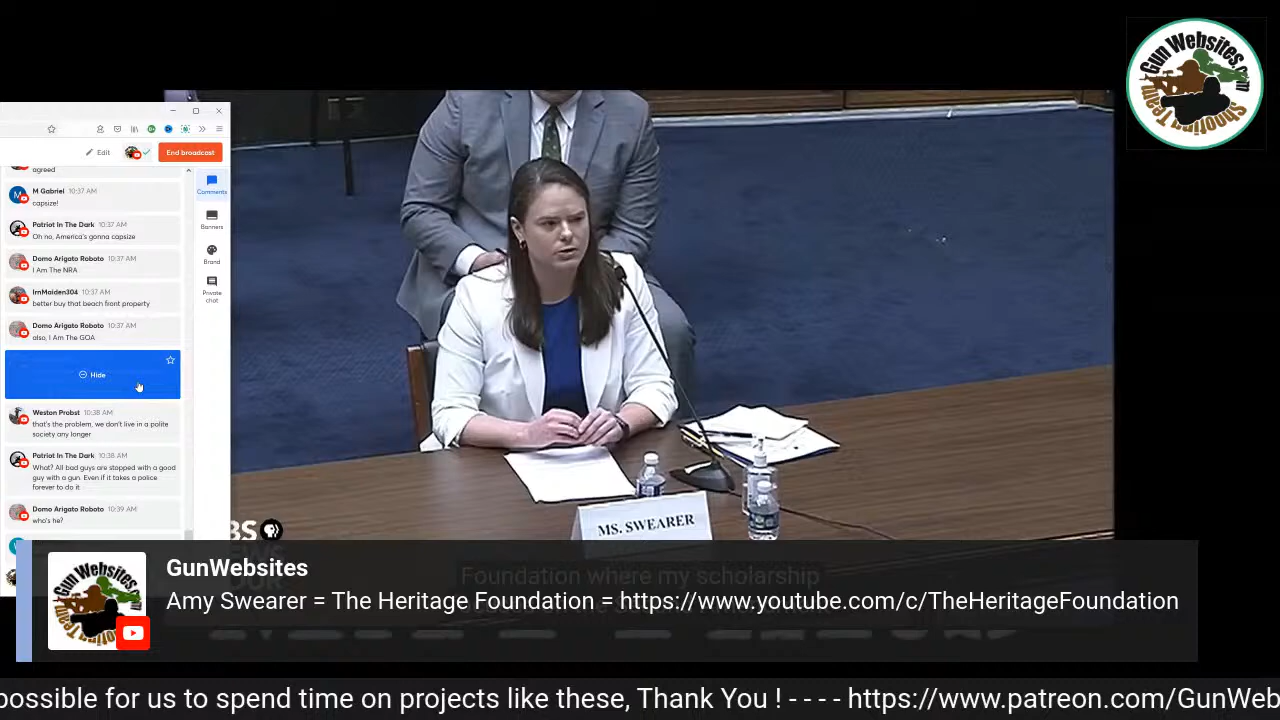 GunWebsites.com
Shooting Team
Edit
End broadcast
agreed
M Gabriel 10:37 AM
capsize!
Patriot In The Dark 10:37 AM
Oh no, America's gonna capsize
Domo Arigato Roboto 10:37 AM
I Am The NRA
IrnMaiden304 10:37 AM
better buy that beach front property
Domo Arigato Roboto 10:37 AM
also, I Am The GOA
Hide
Weston Probst 10:38 AM
that's the problem, we don't live in a polite
society any longer
Patriot In The Dark 10:38 AM
What? All bad guys are stopped with a good
guy with a gun. Even if it takes a police
forever to do it
Domo Arigato Roboto 10:39 AM
who's he?
Comments
Banners
Brand
Private
chat
MS. SWEARER
BS
Foundation where my scholarship
GunWebsites
Amy Swearer = The Heritage Foundation = https://www.youtube.com/c/TheHeritageFoundation
possible for us to spend time on projects like these, Thank You ! - - - - https://www.patreon.com/GunWeb